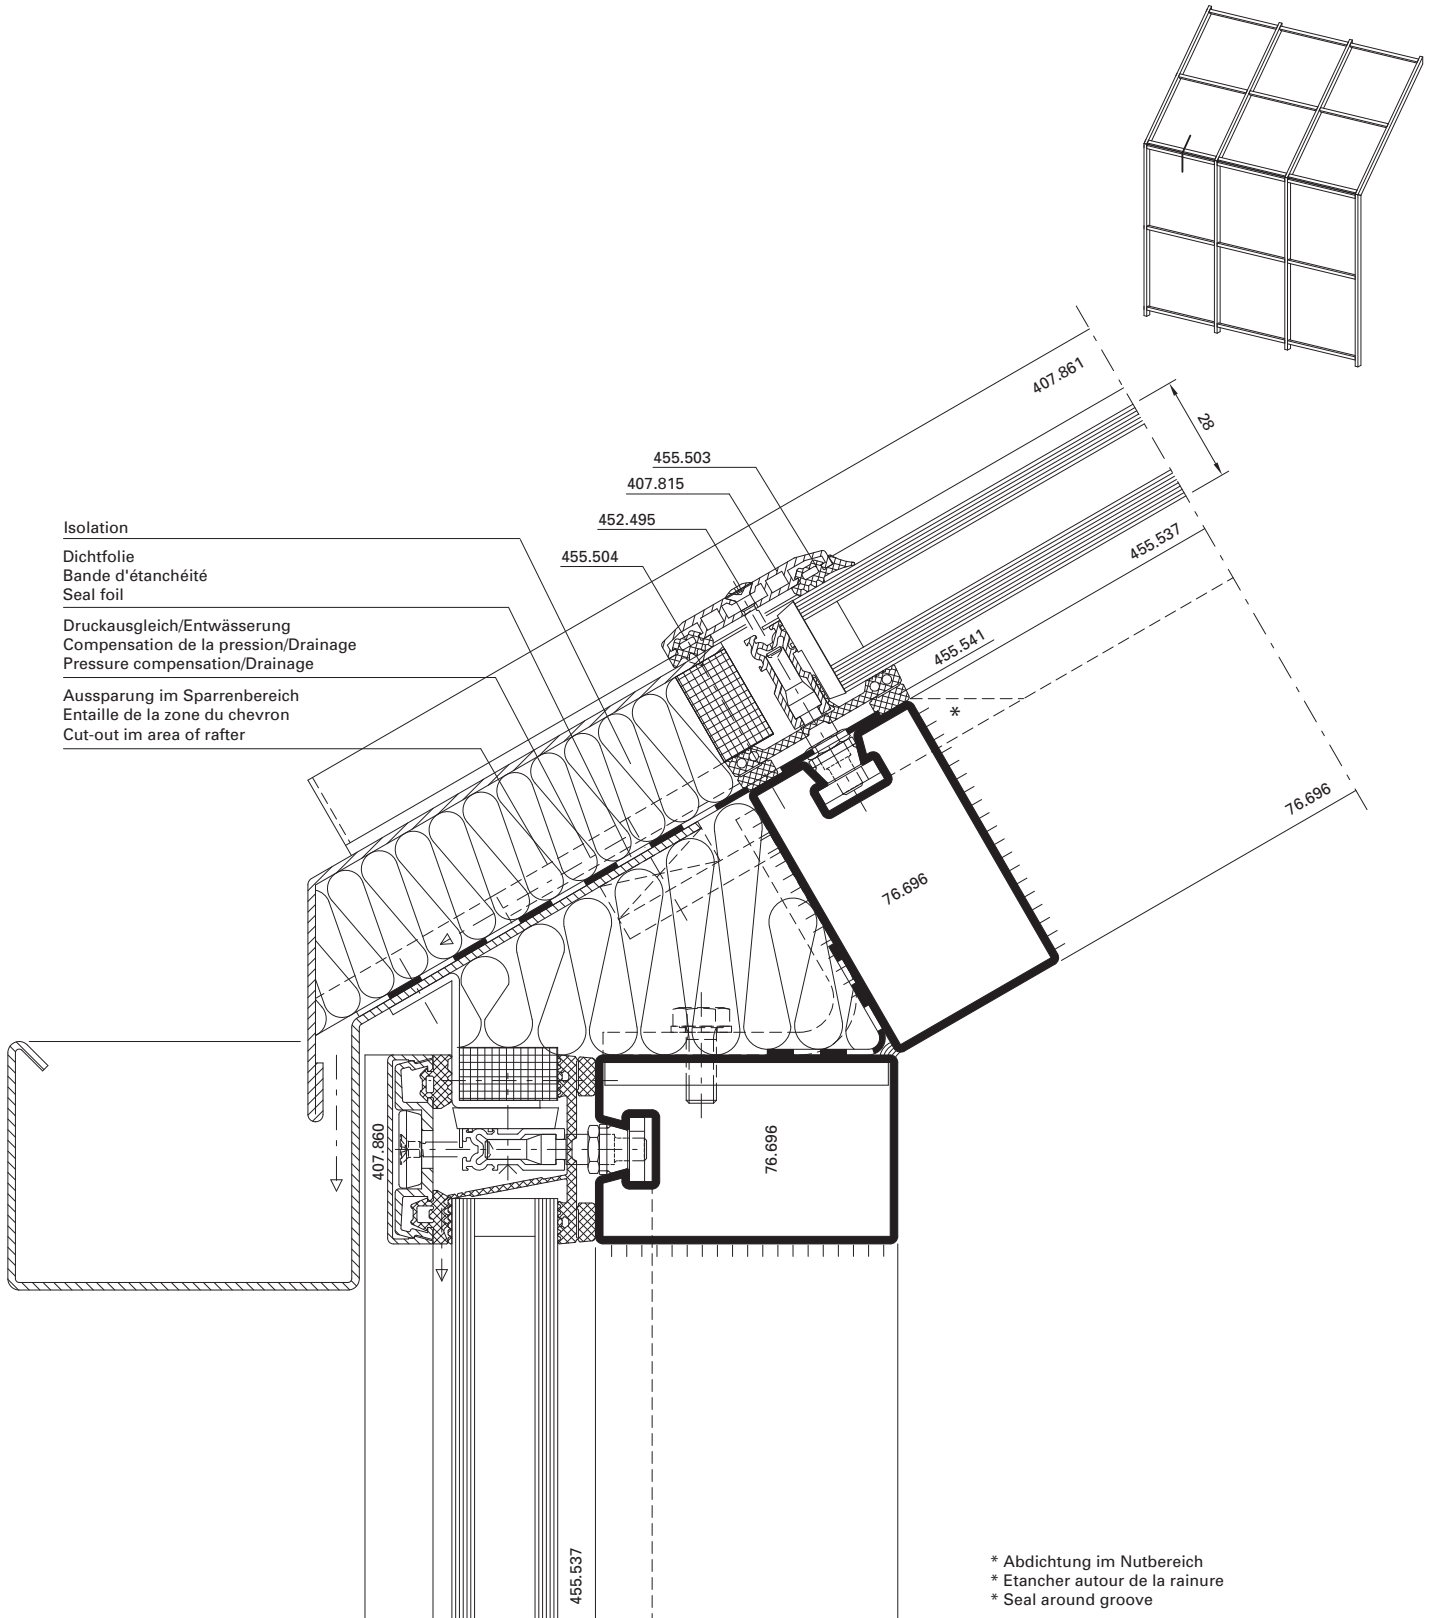 407.861
28
455.503
407.815
452.495
455.504
Isolation
Dichtfolie
Bande d'étanchéité
Seal foil
Druckausgleich/Entwässerung
Compensation de la pression/Drainage
Pressure compensation/Drainage
Aussparung im Sparrenbereich
Entaille de la zone du chevron
Cut-out im area of rafter
455.537
455.541
*
76.696
76.696
407.860
76.696
455.537
* Abdichtung im Nutbereich
* Etancher autour de la rainure
* Seal around groove